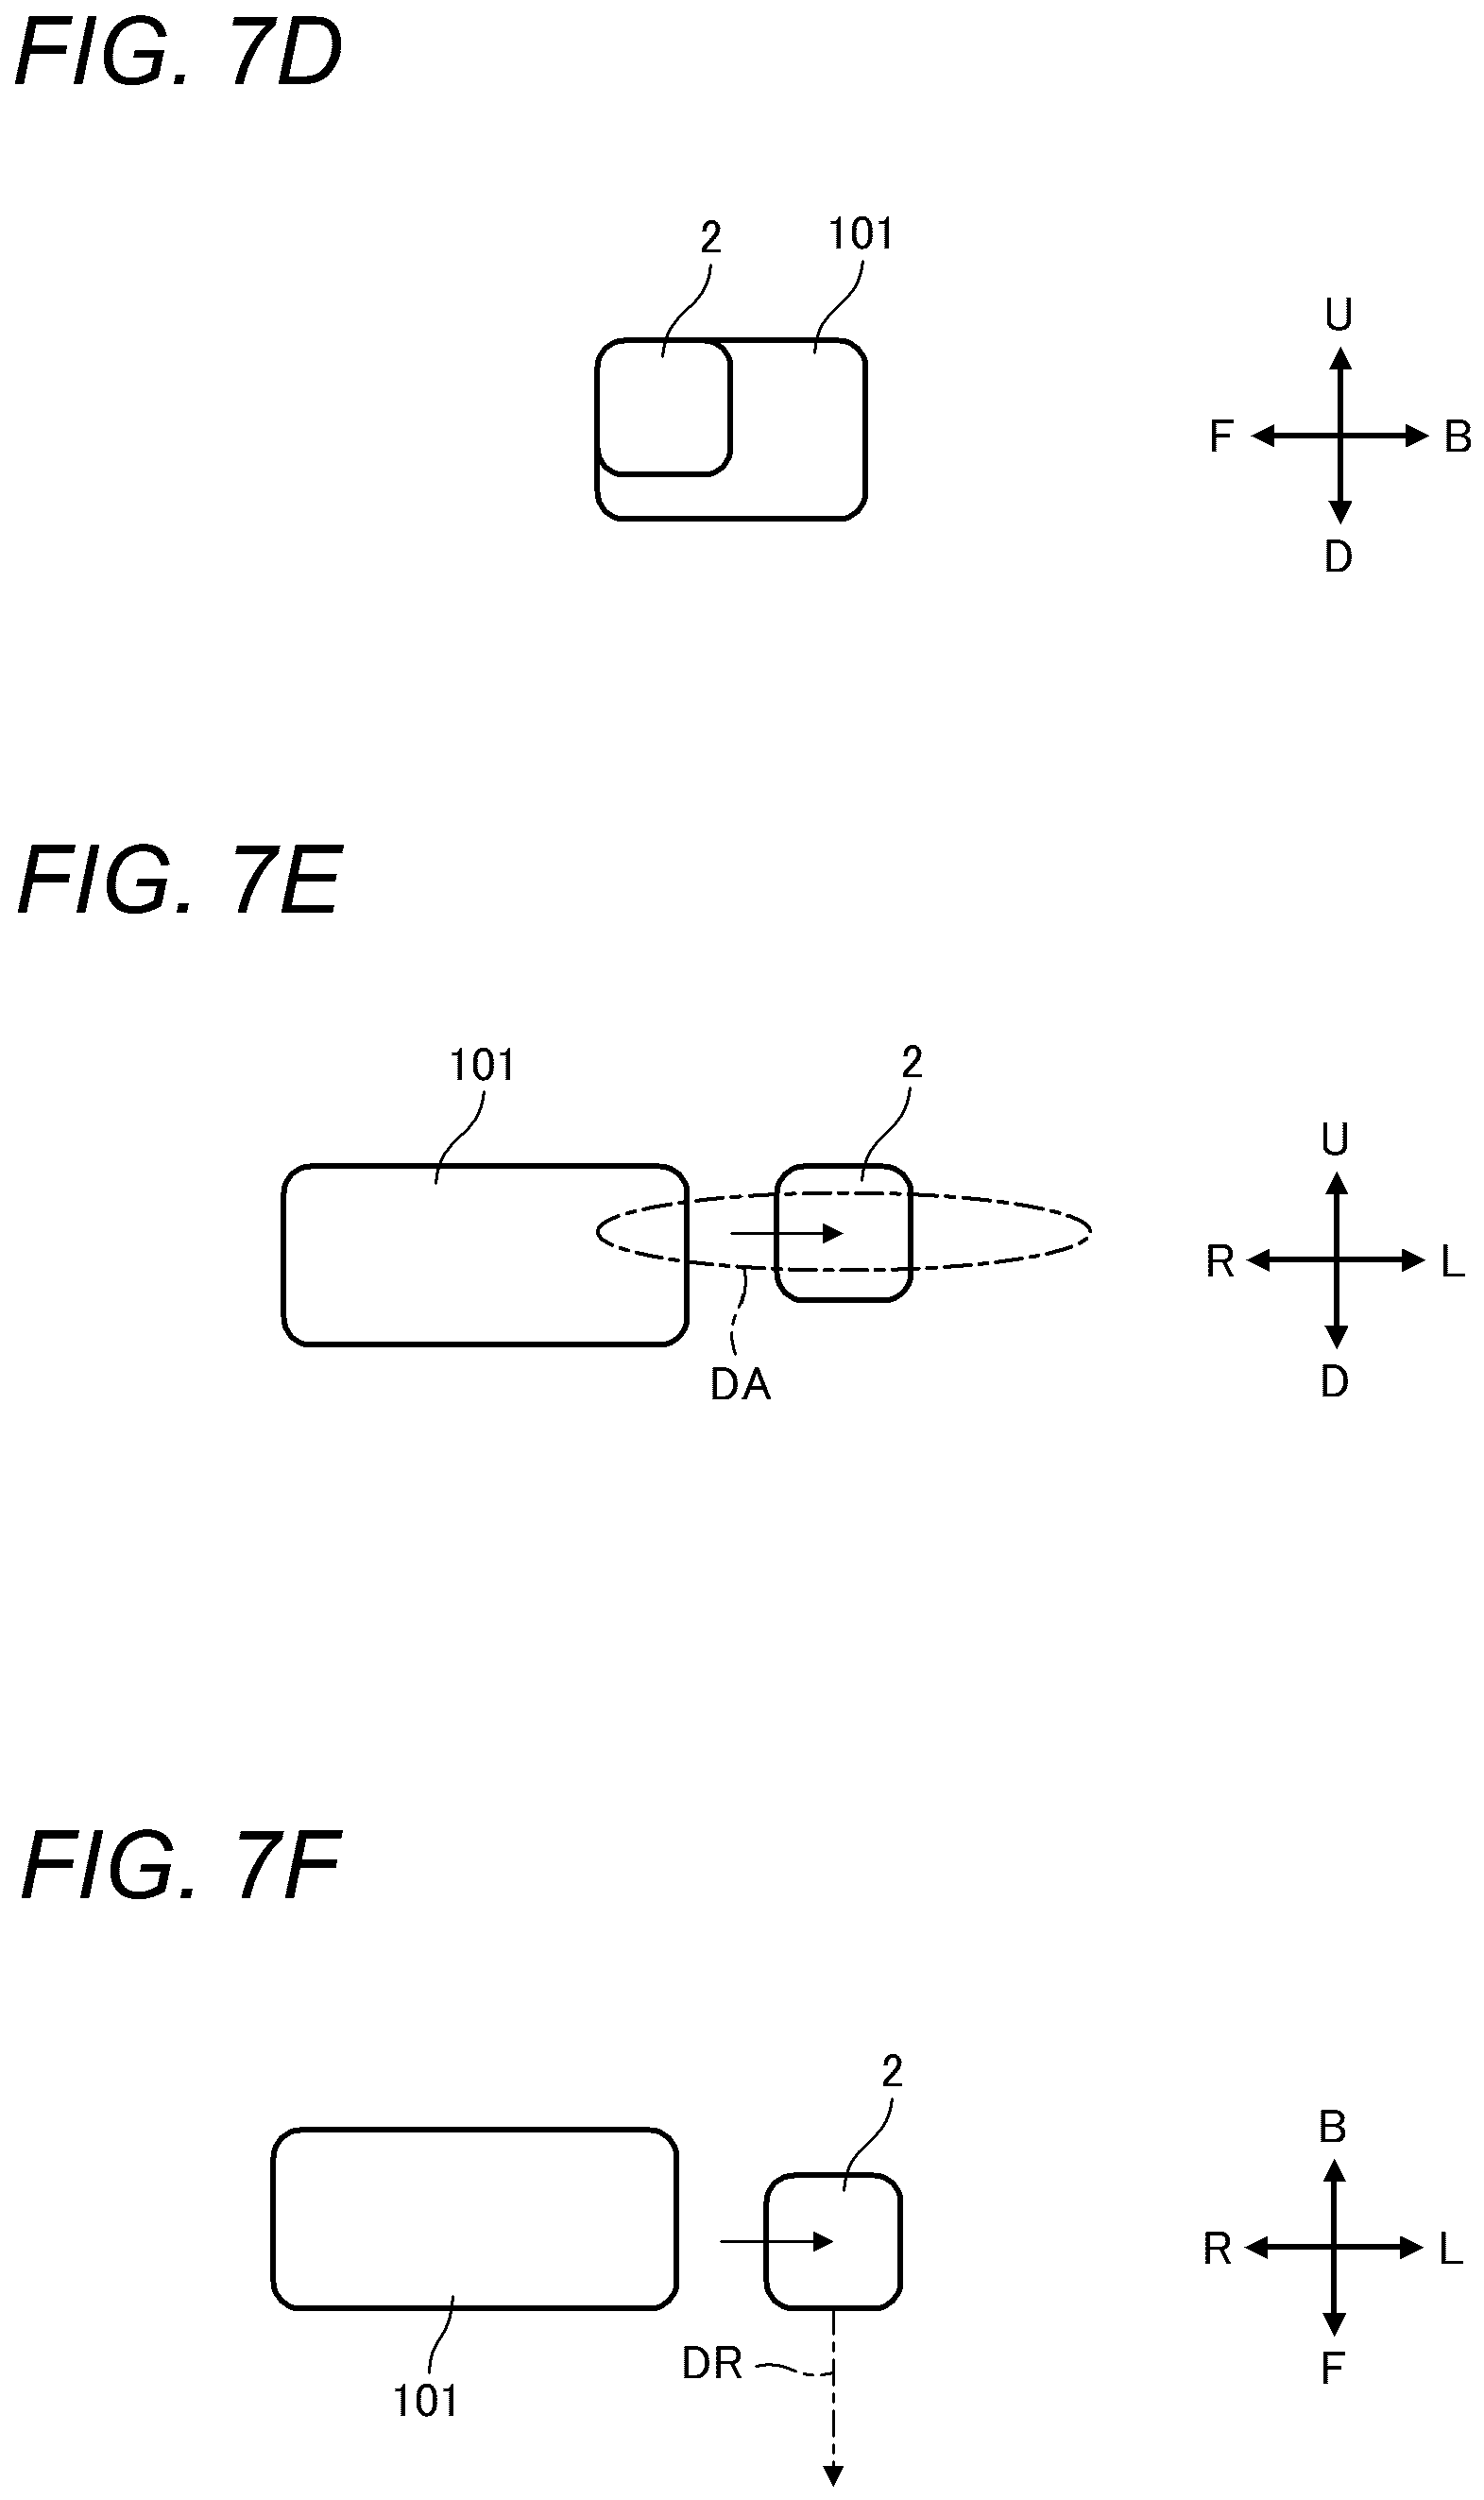 FIG. 7D
2 101
U
F B
D
FIG. 7E
101 2
U
R L
D
DA
FIG. 7F
2
B
R L
F
DR
101